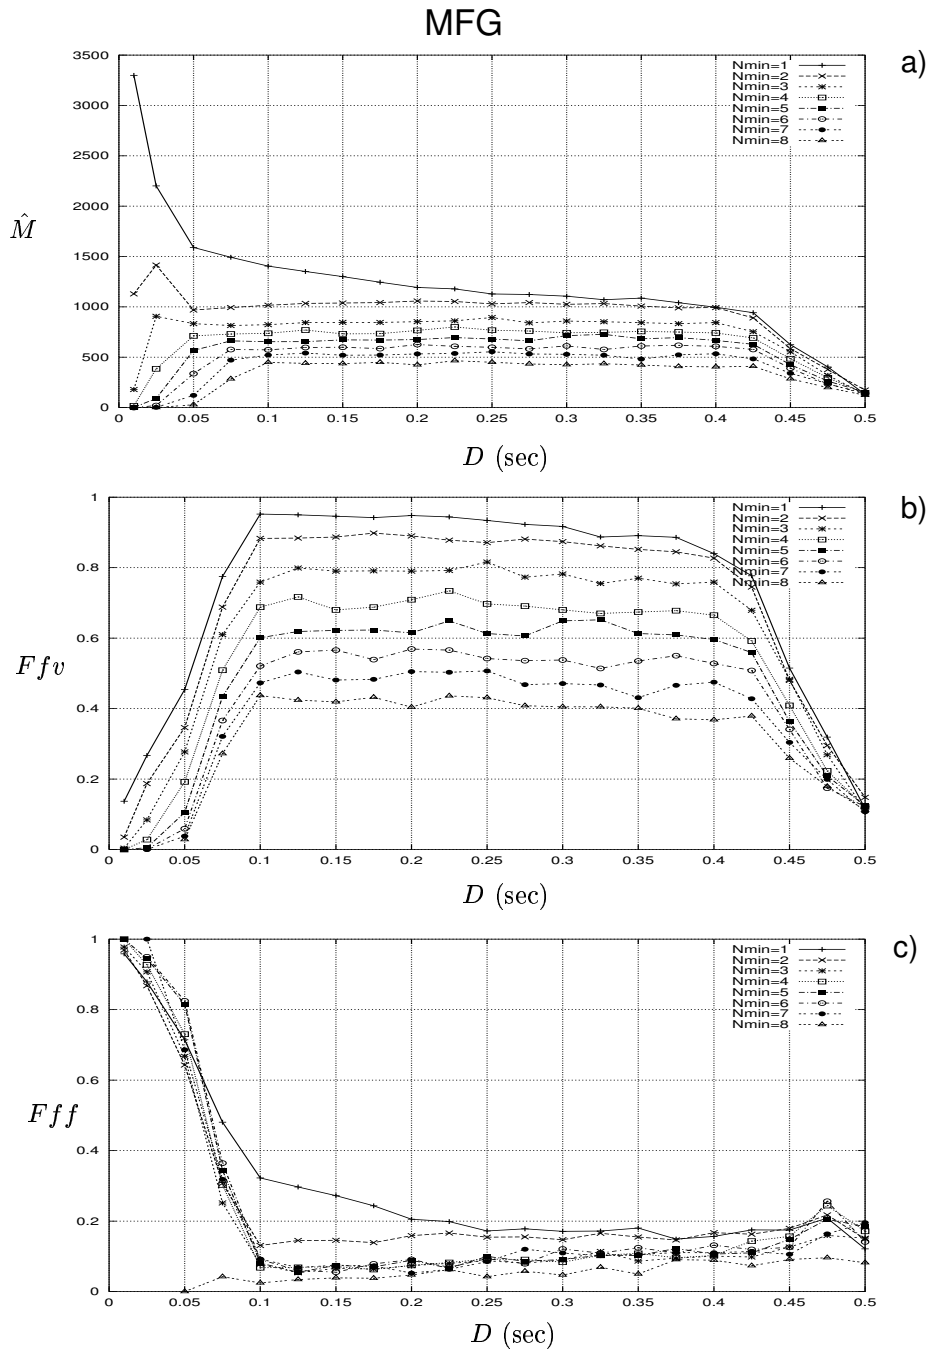 MFG
a)
3500
3000
2500
2000
1500
1000
500
0
M̂
Nmin=1
Nmin=2
Nmin=3
Nmin=4
Nmin=5
Nmin=6
Nmin=7
Nmin=8
0 0.05 0.1 0.15 0.2 0.25 0.3 0.35 0.4 0.45 0.5
D (sec)
b)
1
0.8
0.6
0.4
0.2
0
Ffv
Nmin=1
Nmin=2
Nmin=3
Nmin=4
Nmin=5
Nmin=6
Nmin=7
Nmin=8
0 0.05 0.1 0.15 0.2 0.25 0.3 0.35 0.4 0.45 0.5
D (sec)
c)
1
0.8
0.6
0.4
0.2
0
Fff
Nmin=1
Nmin=2
Nmin=3
Nmin=4
Nmin=5
Nmin=6
Nmin=7
Nmin=8
0 0.05 0.1 0.15 0.2 0.25 0.3 0.35 0.4 0.45 0.5
D (sec)